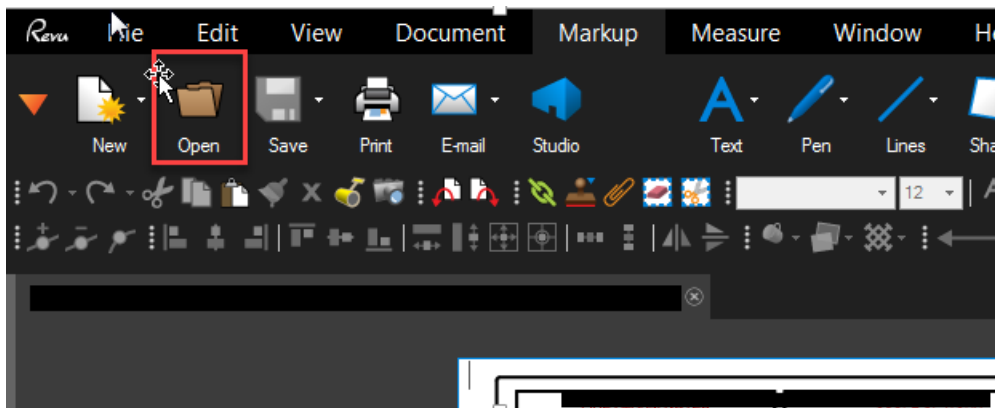 Revu File Edit View Document Markup Measure Window
New Open Save Print E-mail Studio Text Pen Lines
12